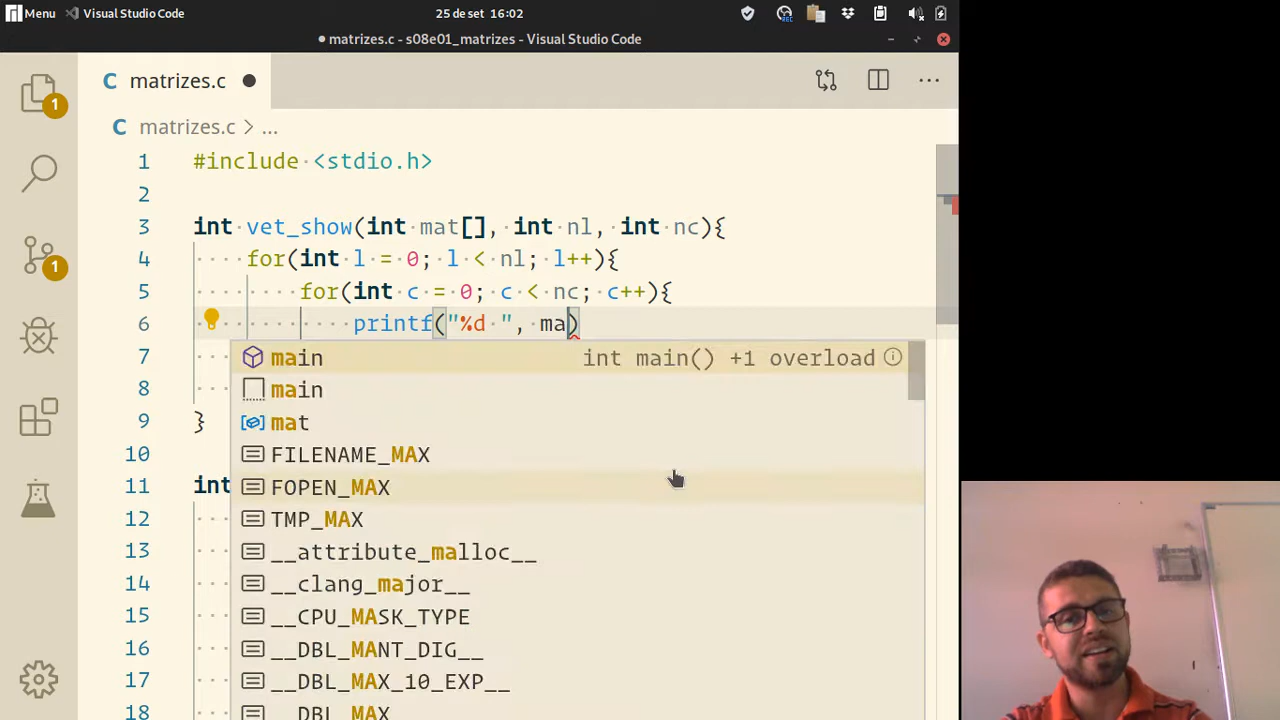 Menu Visual Studio Code 25 de set 16:02
● matrizes.c - s08e01_matrizes - Visual Studio Code
C matrizes.c ●
1
C matrizes.c > ...
1 #include <stdio.h>
2
3 int vet_show(int mat[], int nl, int nc){
4 for(int l = 0; l < nl; l++){
5 for(int c = 0; c < nc; c++){
6 printf("%d ", ma)
7 main int main() +1 overload
8 main
9 } mat
10 FILENAME_MAX
11 int FOPEN_MAX
12 TMP_MAX
13 __attribute_malloc__
14 __clang_major__
15 __CPU_MASK_TYPE
16 __DBL_MANT_DIG__
17 __DBL_MAX_10_EXP__
18 __DBL_MAX
1